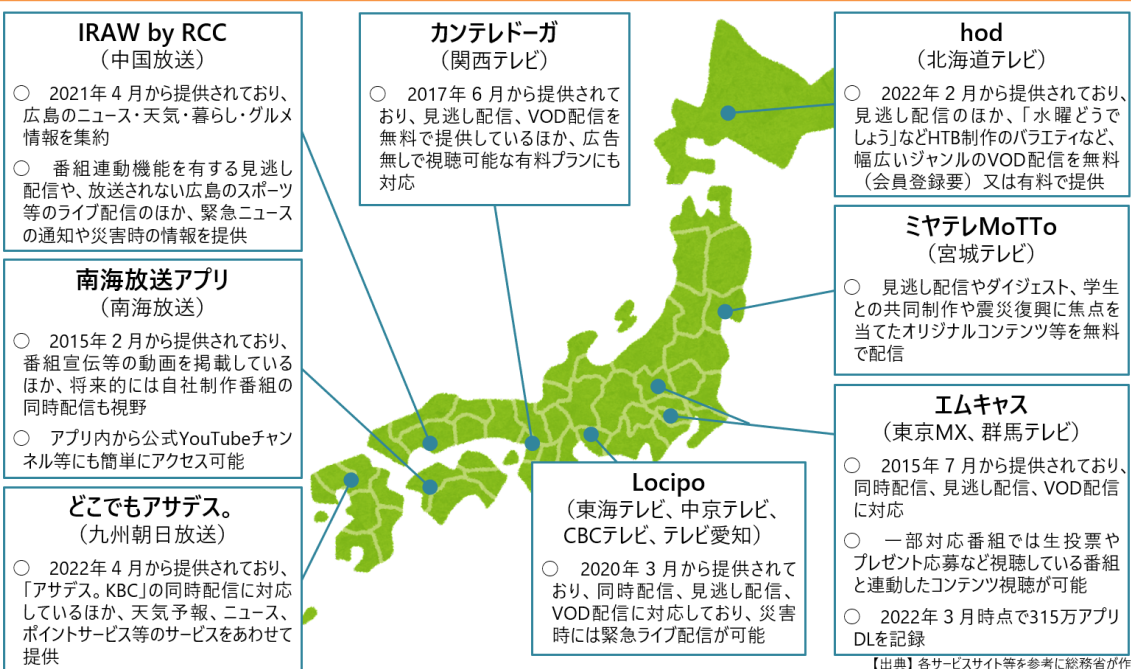 IRAW by RCC
（中国放送）
○　2021年４月から提供されており、
広島のニュース・天気・暮らし・グルメ
情報を集約
○　番組連動機能を有する見逃し
配信や、放送されない広島のスポーツ
等のライブ配信のほか、緊急ニュース
の通知や災害時の情報を提供
カンテレドーガ
（関西テレビ）
○　2017年６月から提供されて
おり、見逃し配信、VOD配信を
無料で提供しているほか、広告
無しで視聴可能な有料プランにも
対応
hod
（北海道テレビ）
○　2022年２月から提供されており、
見逃し配信のほか、「水曜どうで
しょう」などHTB制作のバラエティなど、
幅広いジャンルのVOD配信を無料
（会員登録要）又は有料で提供
南海放送アプリ
（南海放送）
○　2015年２月から提供されており、
番組宣伝等の動画を掲載している
ほか、将来的には自社制作番組の
同時配信も視野
○　アプリ内から公式YouTubeチャン
ネル等にも簡単にアクセス可能
ミヤテレMoTTo
（宮城テレビ）
○　見逃し配信やダイジェスト、学生
との共同制作や震災復興に焦点を
当てたオリジナルコンテンツ等を無料
で配信
どこでもアサデス。
（九州朝日放送）
○　2022年４月から提供されており、
「アサデス。KBC」の同時配信に対応
しているほか、天気予報、ニュース、
ポイントサービス等のサービスをあわせて
提供
Locipo
（東海テレビ、中京テレビ、
CBCテレビ、テレビ愛知）
○　2020年３月から提供されて
おり、同時配信、見逃し配信、
VOD配信に対応しており、災害
時には緊急ライブ配信が可能
エムキャス
（東京MX、群馬テレビ）
○　2015年７月から提供されており、
同時配信、見逃し配信、VOD配信
に対応
○　一部対応番組では生投票や
プレゼント応募など視聴している番組
と連動したコンテンツ視聴が可能
○　2022年３月時点で315万アプリ
DLを記録
【出典】各サービスサイト等を参考に総務省が作